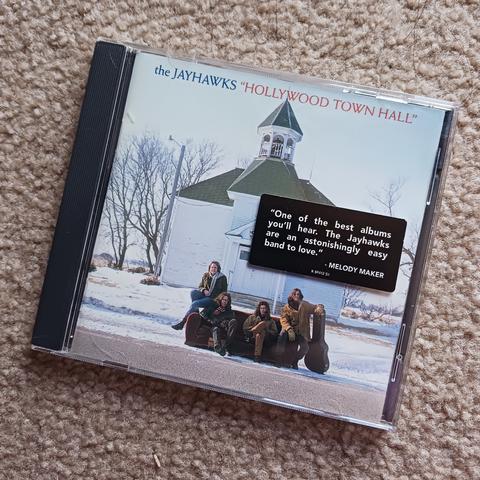 the JAYHAWKS "HOLLYWOOD TOWN HALL"
"One of the best albums
you'll hear. The Jayhawks
are an astonishingly easy
band to love."
- MELODY MAKER